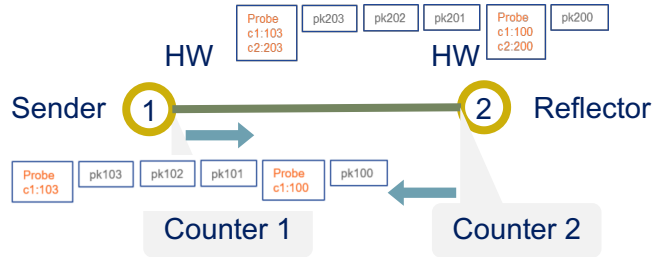 Probe
c1:103
c2:203
pk203
pk202
pk201
Probe
c1:100
c2:200
pk200
HW
HW
Sender
1
2
Reflector
Probe
c1:103
pk103
pk102
pk101
Probe
c1:100
pk100
Counter 1
Counter 2